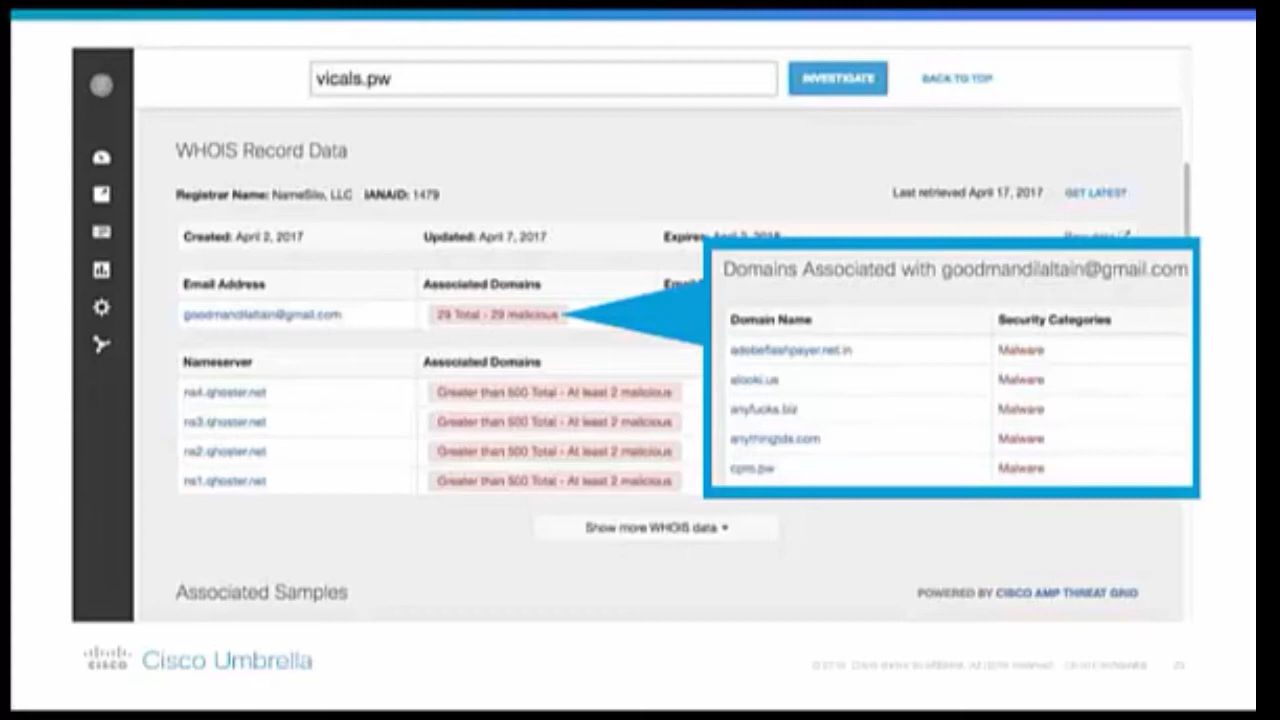 vicals.pw
INVESTIGATE
BACK TO TOP
WHOIS Record Data
Registrar Name: NameSilo, LLC IANAID: 1479
Last retrieved April 17, 2017 GET LATEST
Created: April 2, 2017 Updated: April 7, 2017 Expires: April 2, 2018
Email Address Associated Domains
goodmandilaltain@gmail.com 29 Total - 29 malicious
Nameserver Associated Domains
ns4.qhoster.net Greater than 500 Total - At least 2 malicious
ns3.qhoster.net Greater than 500 Total - At least 2 malicious
ns2.qhoster.net Greater than 500 Total - At least 2 malicious
ns1.qhoster.net Greater than 500 Total - At least 2 malicious
Domains Associated with goodmandilaltain@gmail.com
Domain Name Security Categories
adobeflashpayer.net.in Malware
alooki.us Malware
anyfucks.biz Malware
anythingtds.com Malware
cpm.pw Malware
Show more WHOIS data
Associated Samples
POWERED BY CISCO AMP THREAT GRID
CISCO Cisco Umbrella